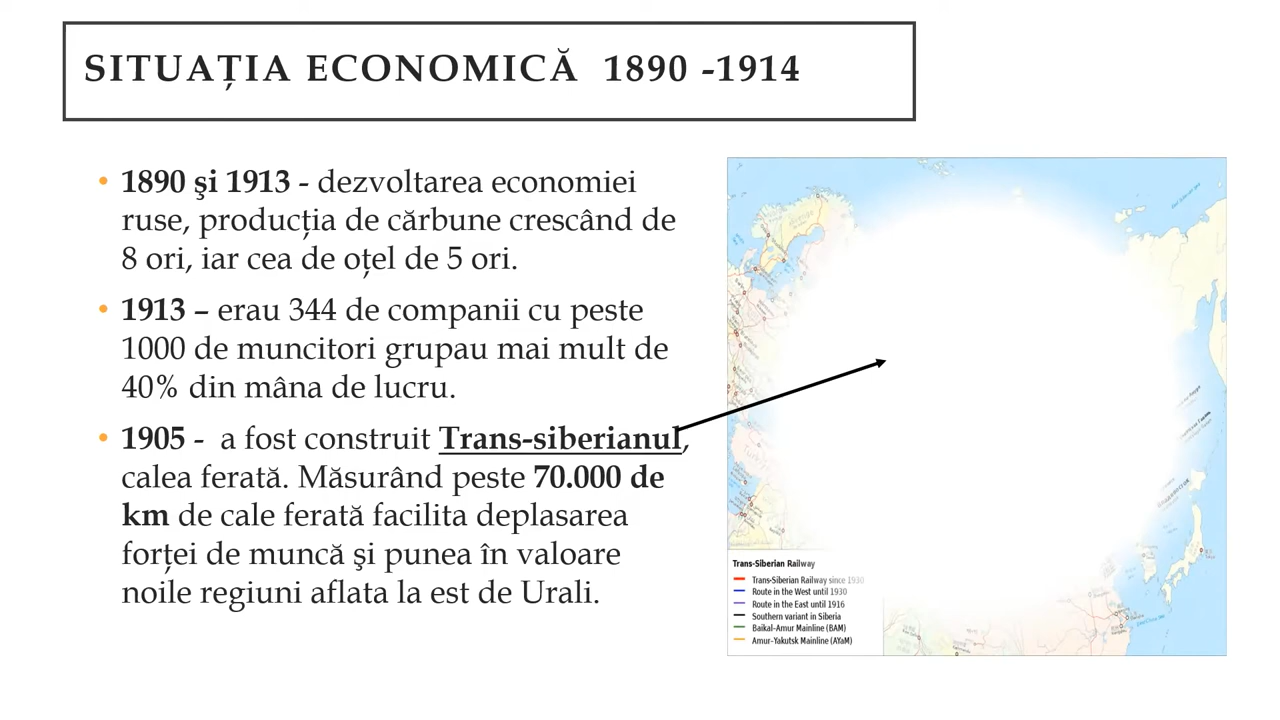 SITUAȚIA ECONOMICĂ 1890 -1914
• 1890 şi 1913 - dezvoltarea economiei
ruse, producția de cărbune crescând de
8 ori, iar cea de oțel de 5 ori.
• 1913 – erau 344 de companii cu peste
1000 de muncitori grupau mai mult de
40% din mâna de lucru.
• 1905 - a fost construit Trans-siberianul,
calea ferată. Măsurând peste 70.000 de
km de cale ferată facilita deplasarea
forței de muncă şi punea în valoare
noile regiuni aflata la est de Urali.
Trans-Siberian Railway
Trans-Siberian Railway since 1930
Route in the West until 1930
Route in the East until 1916
Southern variant in Siberia
Baikal-Amur Mainline (BAM)
Amur-Yakutsk Mainline (AYaM)